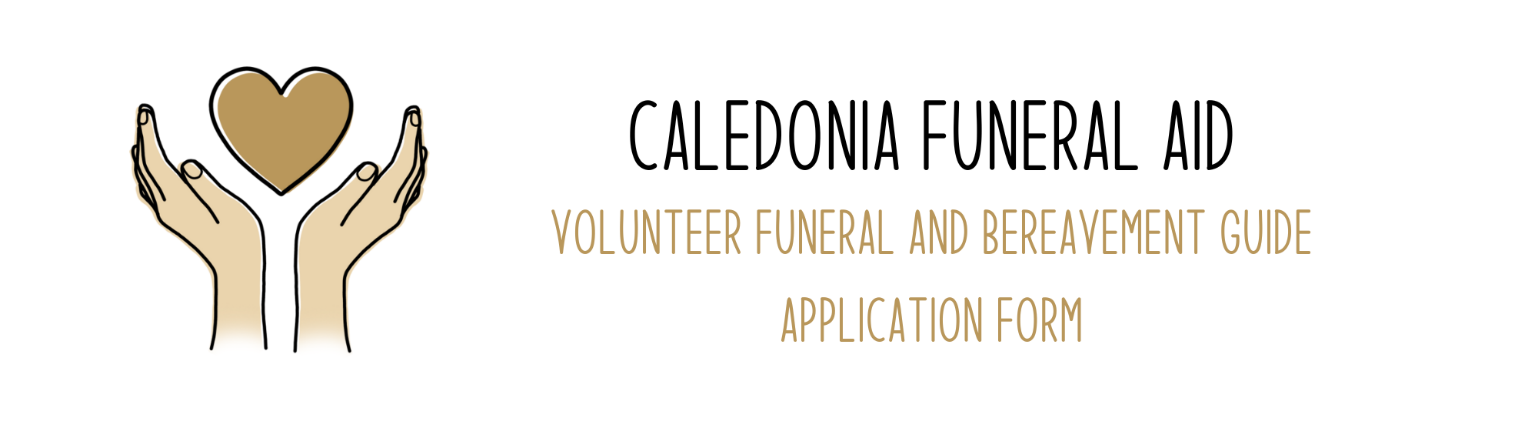 CALEDONIA FUNERAL AID
VOLUNTEER FUNERAL AND BEREAVEMENT GUIDE
APPLICATION FORM